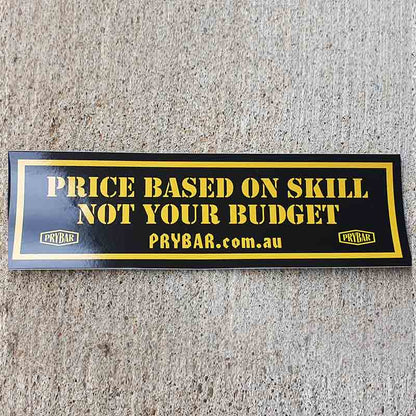 PRICE BASED ON SKILL
NOT YOUR BUDGET
PRYBAR PRYBAR.com.au PRYBAR